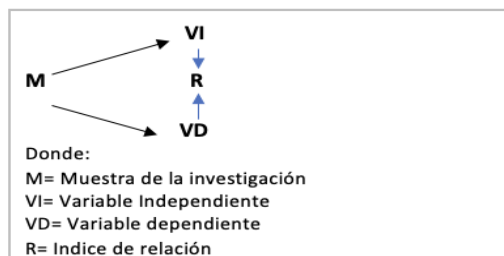 VI
M
R
VD
Donde:
M= Muestra de la investigación
VI= Variable Independiente
VD= Variable dependiente
R= Indice de relación